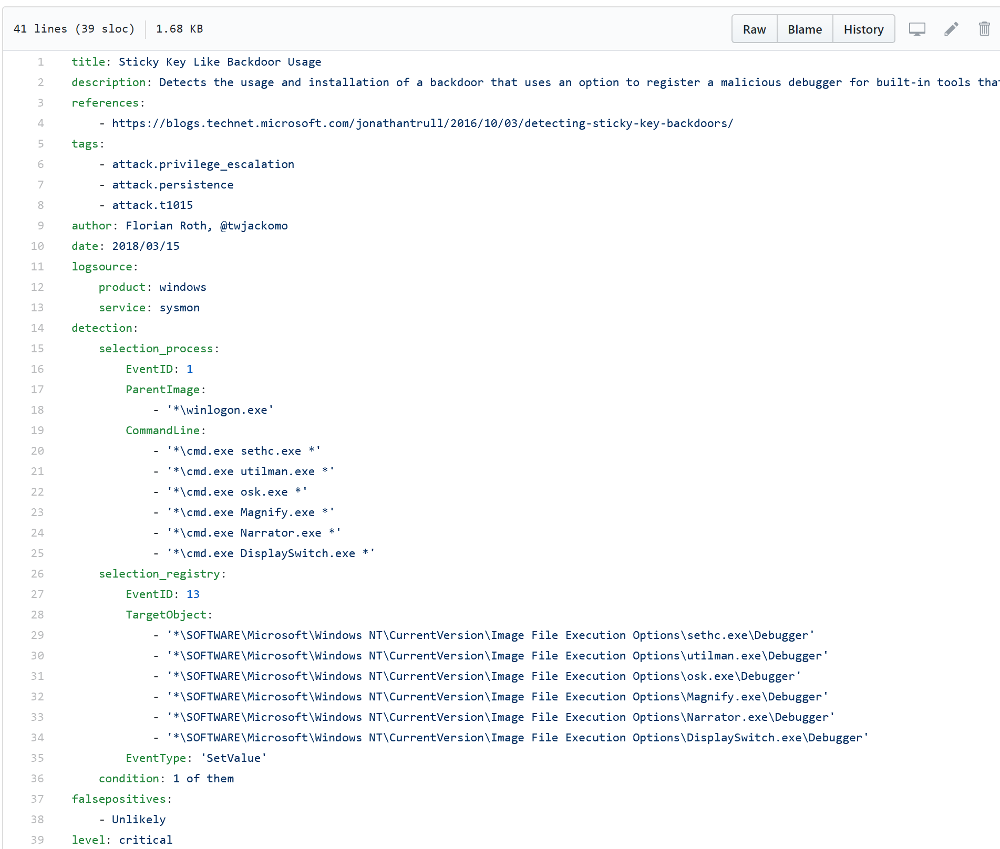 41 lines (39 sloc) 1.68 KB Raw Blame History
1 title: Sticky Key Like Backdoor Usage
2 description: Detects the usage and installation of a backdoor that uses an option to register a malicious debugger for built-in tools that
3 references:
4     - https://blogs.technet.microsoft.com/jonathantrull/2016/10/03/detecting-sticky-key-backdoors/
5 tags:
6     - attack.privilege_escalation
7     - attack.persistence
8     - attack.t1015
9 author: Florian Roth, @twjackomo
10 date: 2018/03/15
11 logsource:
12     product: windows
13     service: sysmon
14 detection:
15     selection_process:
16         EventID: 1
17         ParentImage:
18             - '*\winlogon.exe'
19         CommandLine:
20             - '*\cmd.exe sethc.exe *'
21             - '*\cmd.exe utilman.exe *'
22             - '*\cmd.exe osk.exe *'
23             - '*\cmd.exe Magnify.exe *'
24             - '*\cmd.exe Narrator.exe *'
25             - '*\cmd.exe DisplaySwitch.exe *'
26     selection_registry:
27         EventID: 13
28         TargetObject:
29             - '*\SOFTWARE\Microsoft\Windows NT\CurrentVersion\Image File Execution Options\sethc.exe\Debugger'
30             - '*\SOFTWARE\Microsoft\Windows NT\CurrentVersion\Image File Execution Options\utilman.exe\Debugger'
31             - '*\SOFTWARE\Microsoft\Windows NT\CurrentVersion\Image File Execution Options\osk.exe\Debugger'
32             - '*\SOFTWARE\Microsoft\Windows NT\CurrentVersion\Image File Execution Options\Magnify.exe\Debugger'
33             - '*\SOFTWARE\Microsoft\Windows NT\CurrentVersion\Image File Execution Options\Narrator.exe\Debugger'
34             - '*\SOFTWARE\Microsoft\Windows NT\CurrentVersion\Image File Execution Options\DisplaySwitch.exe\Debugger'
35         EventType: 'SetValue'
36     condition: 1 of them
37 falsepositives:
38     - Unlikely
39 level: critical